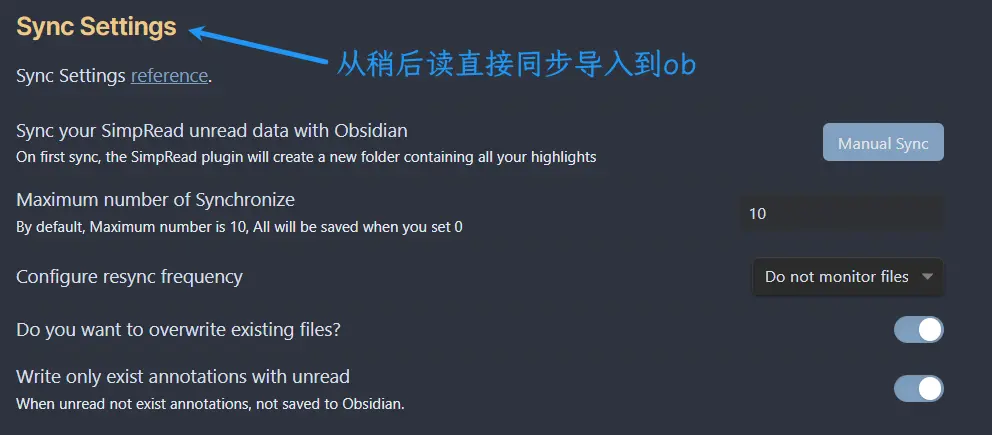 Sync Settings
从稍后读直接同步导入到ob
Sync Settings reference.
Sync your SimpRead unread data with Obsidian
On first sync, the SimpRead plugin will create a new folder containing all your highlights
Manual Sync
Maximum number of Synchronize
By default, Maximum number is 10, All will be saved when you set 0
10
Configure resync frequency
Do not monitor files
Do you want to overwrite existing files?
Write only exist annotations with unread
When unread not exist annotations, not saved to Obsidian.